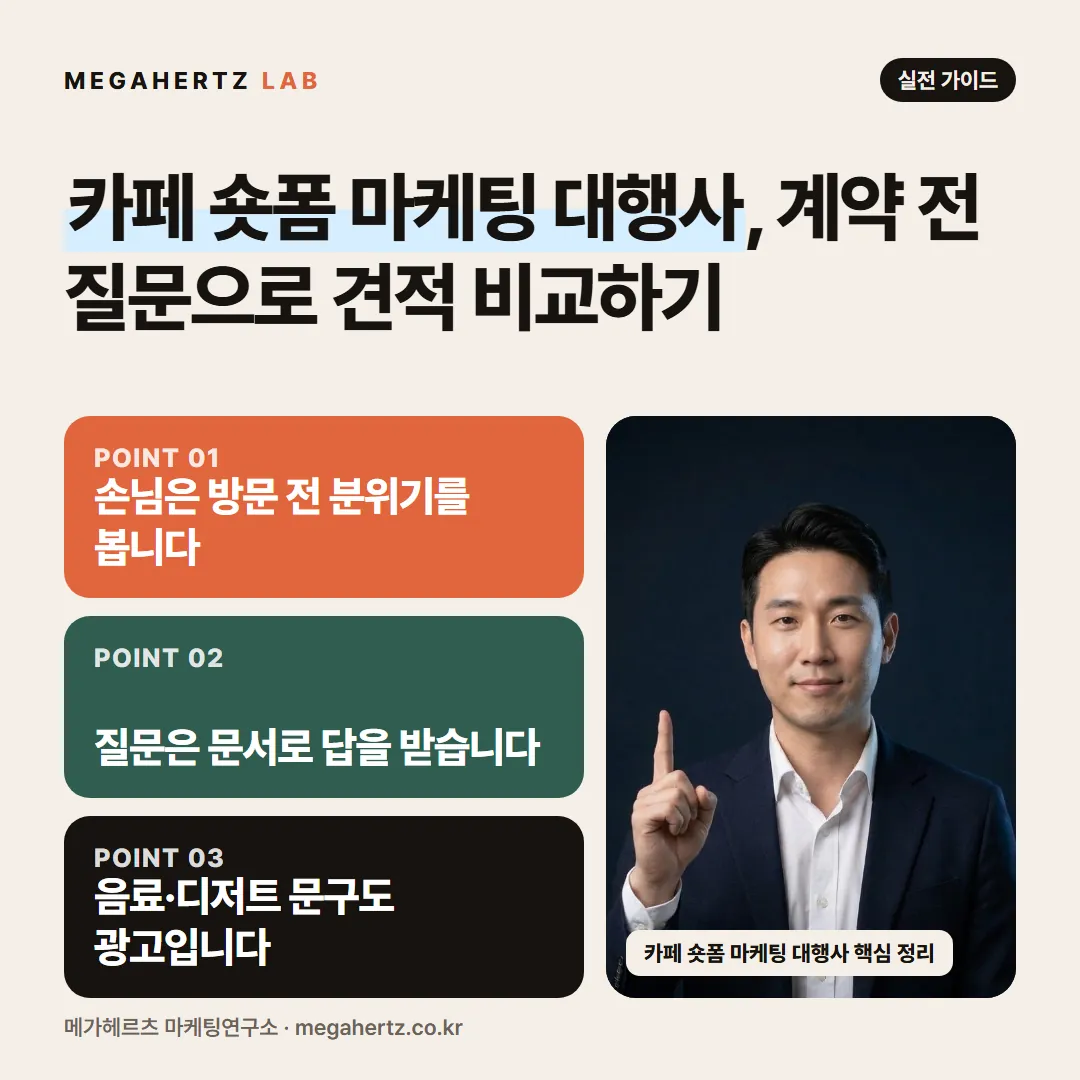 MEGAHERTZ LAB
실전 가이드
카페 숏폼 마케팅 대행사, 계약 전
질문으로 견적 비교하기
POINT 01
손님은 방문 전 분위기를
봅니다
POINT 02
질문은 문서로 답을 받습니다
POINT 03
음료·디저트 문구도
광고입니다
카페 숏폼 마케팅 대행사 핵심 정리
메가헤르츠 마케팅연구소 · megahertz.co.kr